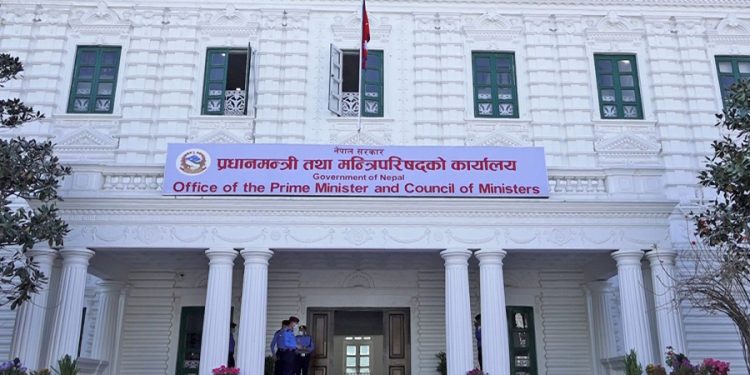 नेपाल सरकार
प्रधानमन्त्री तथा मन्त्रिपरिषद्को कार्यालय
Government of Nepal
Office of the Prime Minister and Council of Ministers